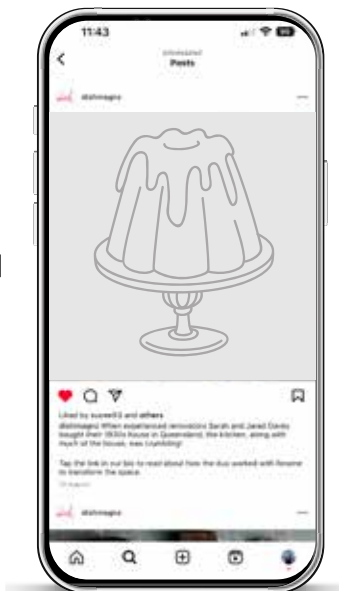 11:43
Posts
dishmagnz
Liked by and others
dishmagnz When experienced renovators Sarah and Jared Davis
bought their 1930s house in Queensland, the kitchen, along with
much of the house, was crumbling!
Tap the link in our bio to read about how the duo worked with
to transform the space.
dishmagnz